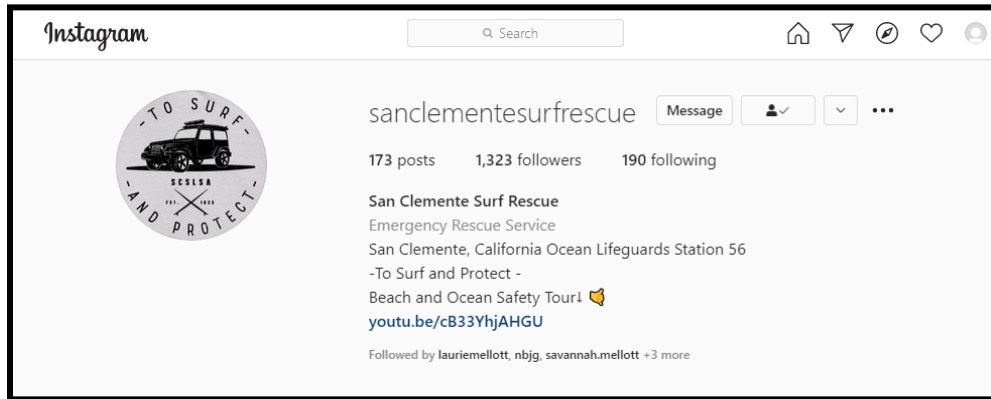 Instagram
Search
-TO SURF-
SCSLSA
-AND PROTECT-
sanclementesurfrescue Message
173 posts 1,323 followers 190 following
San Clemente Surf Rescue
Emergency Rescue Service
San Clemente, California Ocean Lifeguards Station 56
-To Surf and Protect -
Beach and Ocean Safety Tour↓ 🤙
youtu.be/cB33YhjAHGU
Followed by lauriemellott, nbjg, savannah.mellott +3 more